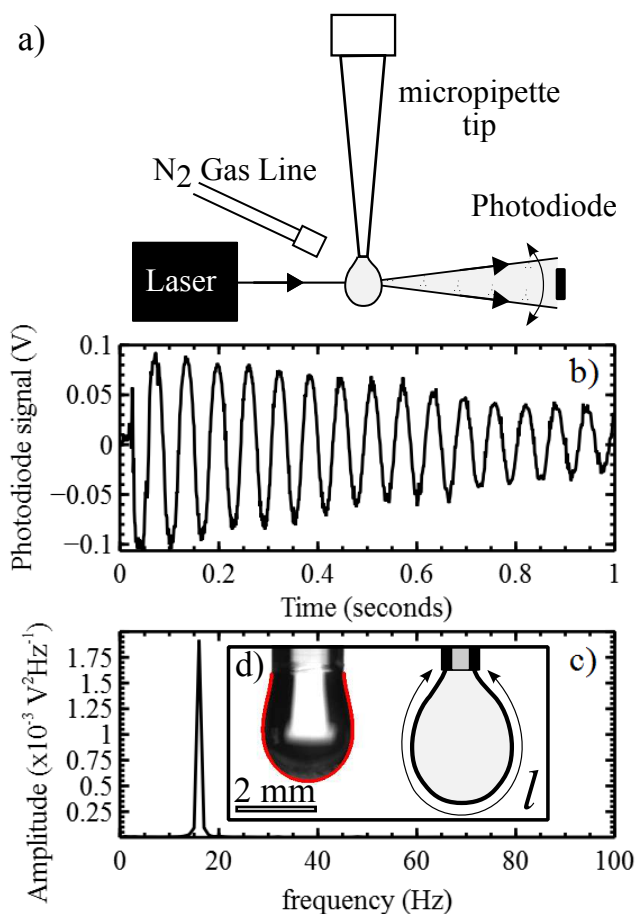 a)
micropipette
tip
N2 Gas Line
Photodiode
Laser
b)
Photodiode signal (V)
0.1
0.05
0
−0.05
−0.1
0 0.2 0.4 0.6 0.8 1
Time (seconds)
d)
c)
Amplitude (x10⁻³ V²Hz⁻¹)
1.75
1.5
1.25
1
0.75
0.5
0.25
2 mm
l
0 20 40 60 80 100
frequency (Hz)